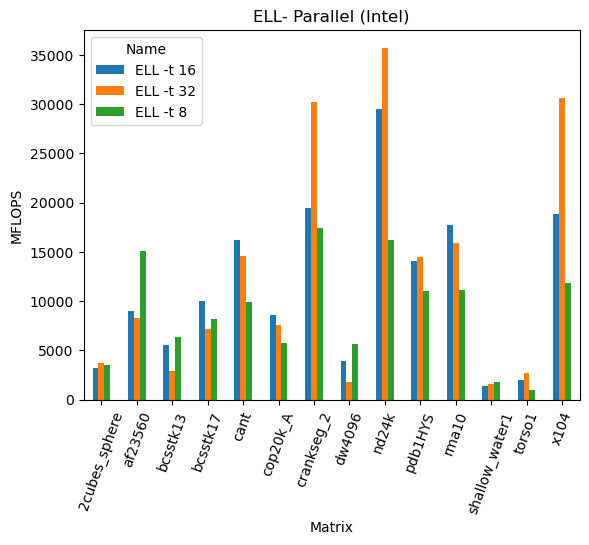 ELL- Parallel (Intel)
Name
ELL -t 16
ELL -t 32
ELL -t 8
35000
30000
25000
20000
15000
10000
5000
0
MFLOPS
2cubes_sphere
af23560
bcsstk13
bcsstk17
cant
cop20k_A
crankseg_2
dw4096
nd24k
pdb1HYS
rma10
shallow_water1
torso1
x104
Matrix